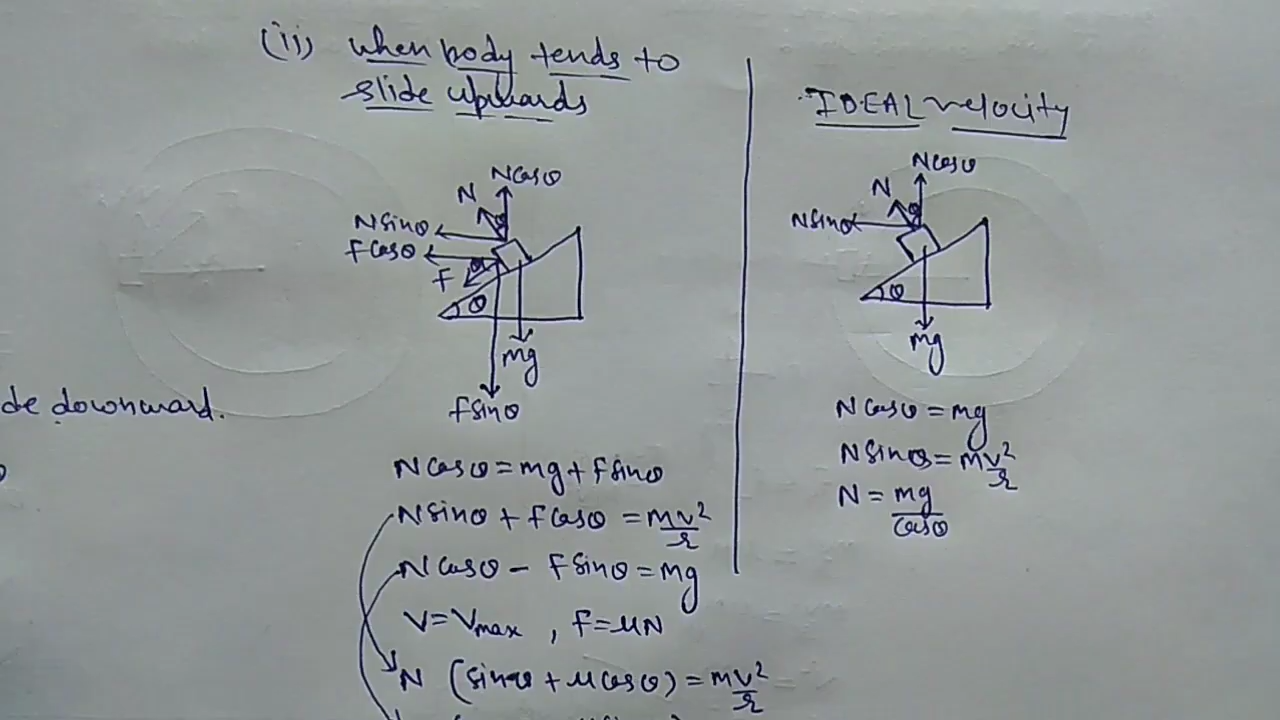 (ii) when body tends to
slide upwards
Ncosθ
N
Nsinθ
fcosθ
f
θ
θ
mg
fsinθ
de downward.
Ncosθ = mg + fsinθ
Nsinθ + fcosθ = mv²/r
Ncosθ - fsinθ = mg
V = Vmax , f = μN
N (sinθ + μcosθ) = mv²/r
IDEAL velocity
Ncosθ
N
θ
Nsinθ
θ
mg
Ncosθ = mg
Nsinθ = mv²/r
N = mg/cosθ